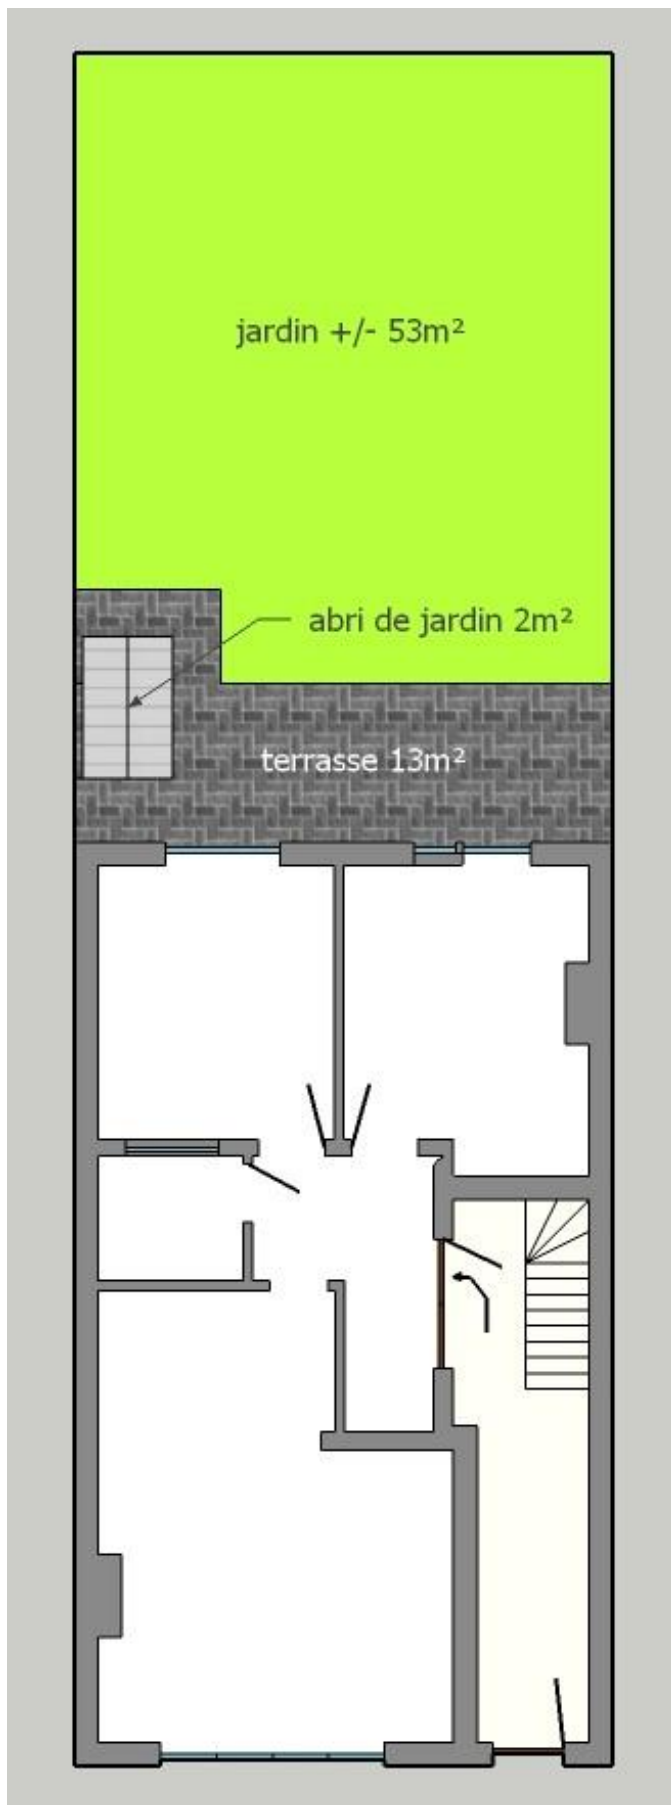 jardin +/- 53m²
abri de jardin 2m²
terrasse 13m²